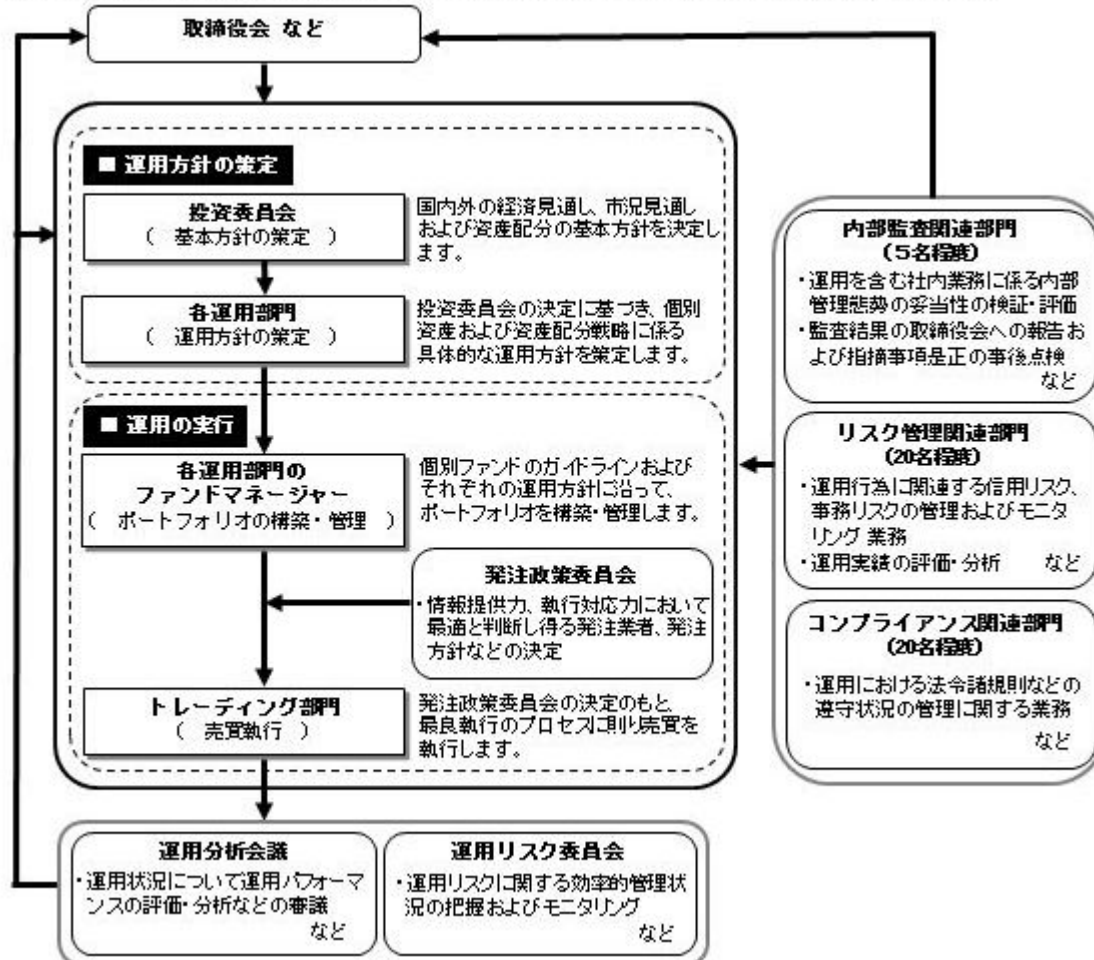 取締役会 など
■ 運用方針の策定
投資委員会
( 基本方針の策定 )
国内外の経済見通し、市況見通し
および資産配分の基本方針を決定し
ます。
各運用部門
( 運用方針の策定 )
投資委員会の決定に基づき、個別
資産および資産配分戦略に係る
具体的な運用方針を策定します。
■ 運用の実行
各運用部門の
ファンドマネージャー
( ポートフォリオの構築・管理 )
個別ファンドのガイドラインおよび
それぞれの運用方針に沿って、
ポートフォリオを構築・管理します。
発注政策委員会
・情報提供力、執行対応力において
最適と判断し得る発注業者、発注
方針などの決定
トレーディング部門
( 売買執行 )
発注政策委員会の決定のもと、
最良執行のプロセスに則り売買を
執行します。
運用分析会議
・運用状況について運用パフォーマ
ンスの評価・分析などの審議
など
運用リスク委員会
・運用リスクに関する効率的管理状
況の把握およびモニタリング
など
内部監査関連部門
(5名程度)
・運用を含む社内業務に係る内部
管理態勢の妥当性の検証・評価
・監査結果の取締役会への報告お
よび指摘事項是正の事後点検
など
リスク管理関連部門
(20名程度)
・運用行為に関連する信用リスク、
事務リスクの管理およびモニタ
リング 業務
・運用実績の評価・分析 など
コンプライアンス関連部門
(20名程度)
・運用における法令諸規則などの
遵守状況の管理に関する業務
など